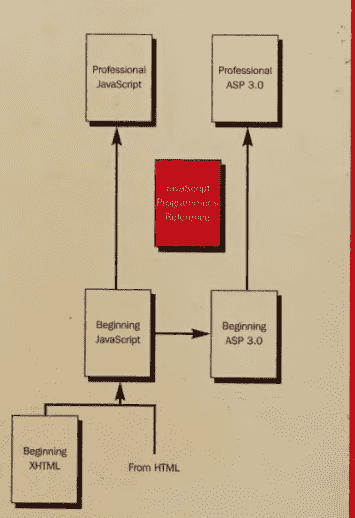 Professional
JavaScript
Professional
ASP 3.0
JavaScript
Programmer's
Reference
Beginning
JavaScript
Beginning
ASP 3.0
Beginning
XHTML
From HTML